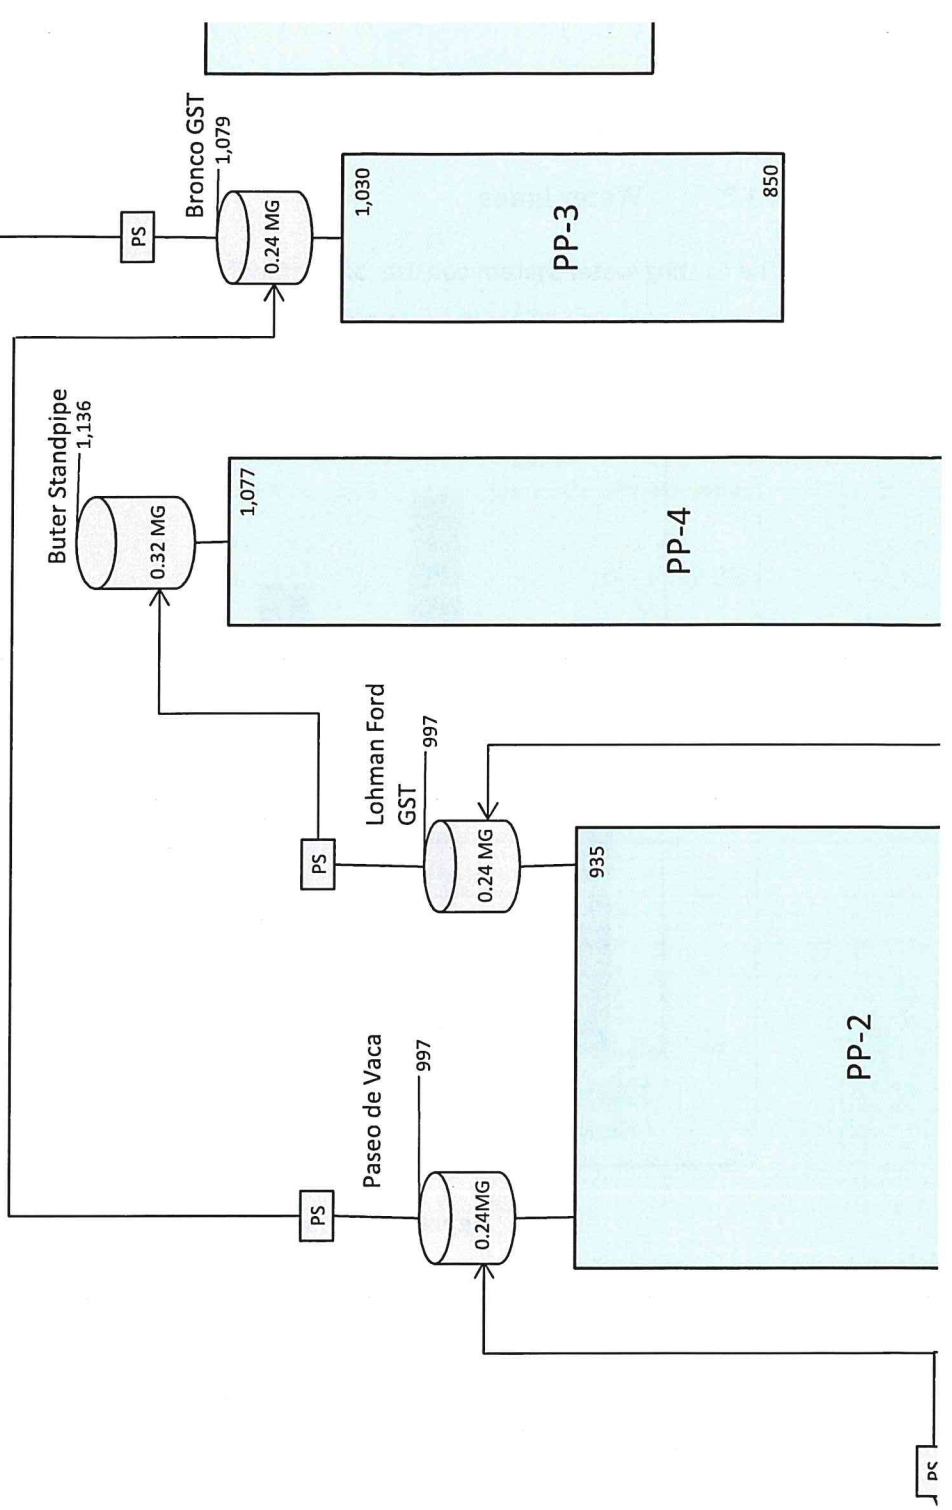 PS
Bronco GST
1,079
0.24 MG
1,030
PP-3
850
Buter Standpipe
1,136
0.32 MG
1,077
PP-4
Lohman Ford
GST
997
PS
0.24 MG
935
PP-2
Paseo de Vaca
997
PS
0.24MG
PS